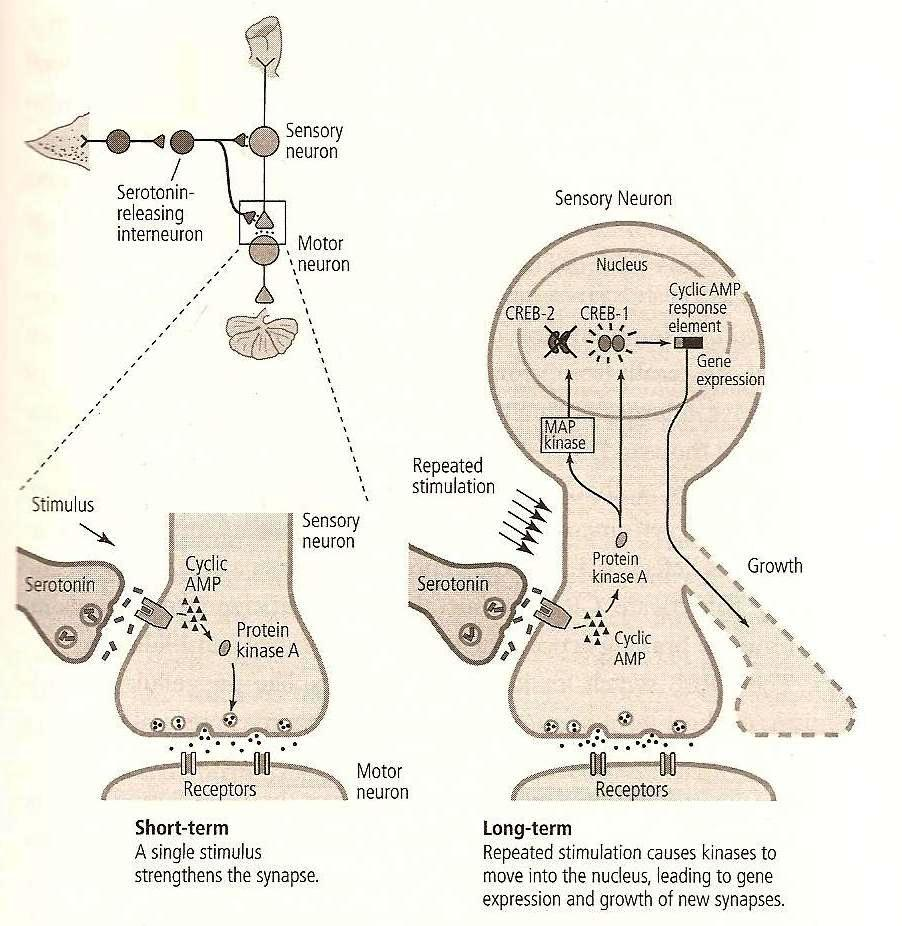 Sensory
neuron
Serotonin-
releasing
interneuron
Motor
neuron
Stimulus
Sensory
neuron
Serotonin
Cyclic
AMP
Protein
kinase A
Receptors
Motor
neuron
Short-term
A single stimulus
strengthens the synapse.
Sensory Neuron
Nucleus
CREB-2
CREB-1
Cyclic AMP
response
element
Gene
expression
MAP
kinase
Repeated
stimulation
Protein
kinase A
Growth
Serotonin
Cyclic
AMP
Receptors
Long-term
Repeated stimulation causes kinases to
move into the nucleus, leading to gene
expression and growth of new synapses.